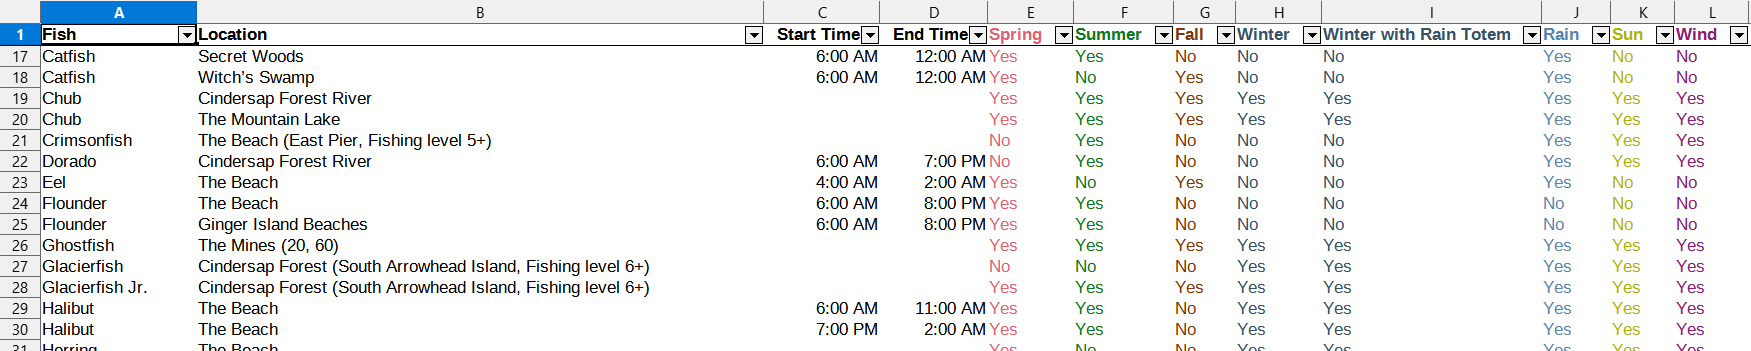 A B C D E F G H I J K L
1 Fish Location Start Time End Time Spring Summer Fall Winter Winter with Rain Totem Rain Sun Wind
17 Catfish Secret Woods 6:00 AM 12:00 AM Yes Yes No No No Yes No No
18 Catfish Witch's Swamp 6:00 AM 12:00 AM Yes No Yes No No Yes No No
19 Chub Cindersap Forest River Yes Yes Yes Yes Yes Yes Yes Yes
20 Chub The Mountain Lake Yes Yes Yes Yes Yes Yes Yes Yes
21 Crimsonfish The Beach (East Pier, Fishing level 5+) No Yes No No No Yes Yes Yes
22 Dorado Cindersap Forest River 6:00 AM 7:00 PM No Yes No No No Yes Yes Yes
23 Eel The Beach 4:00 AM 2:00 AM Yes No Yes No No Yes No No
24 Flounder The Beach 6:00 AM 8:00 PM Yes Yes No No No No Yes Yes
25 Flounder Ginger Island Beaches 6:00 AM 8:00 PM Yes Yes No No No No Yes Yes
26 Ghostfish The Mines (20, 60) Yes Yes Yes Yes Yes Yes Yes Yes
27 Glacierfish Cindersap Forest (South Arrowhead Island, Fishing level 6+) No No No Yes Yes Yes Yes Yes
28 Glacierfish Jr. Cindersap Forest (South Arrowhead Island, Fishing level 6+) Yes Yes Yes Yes Yes Yes Yes Yes
29 Halibut The Beach 6:00 AM 11:00 AM Yes Yes No Yes Yes Yes Yes Yes
30 Halibut The Beach 7:00 PM 2:00 AM Yes Yes No Yes Yes Yes Yes Yes
31 Herring The Beach Yes No No Yes Yes Yes Yes Yes